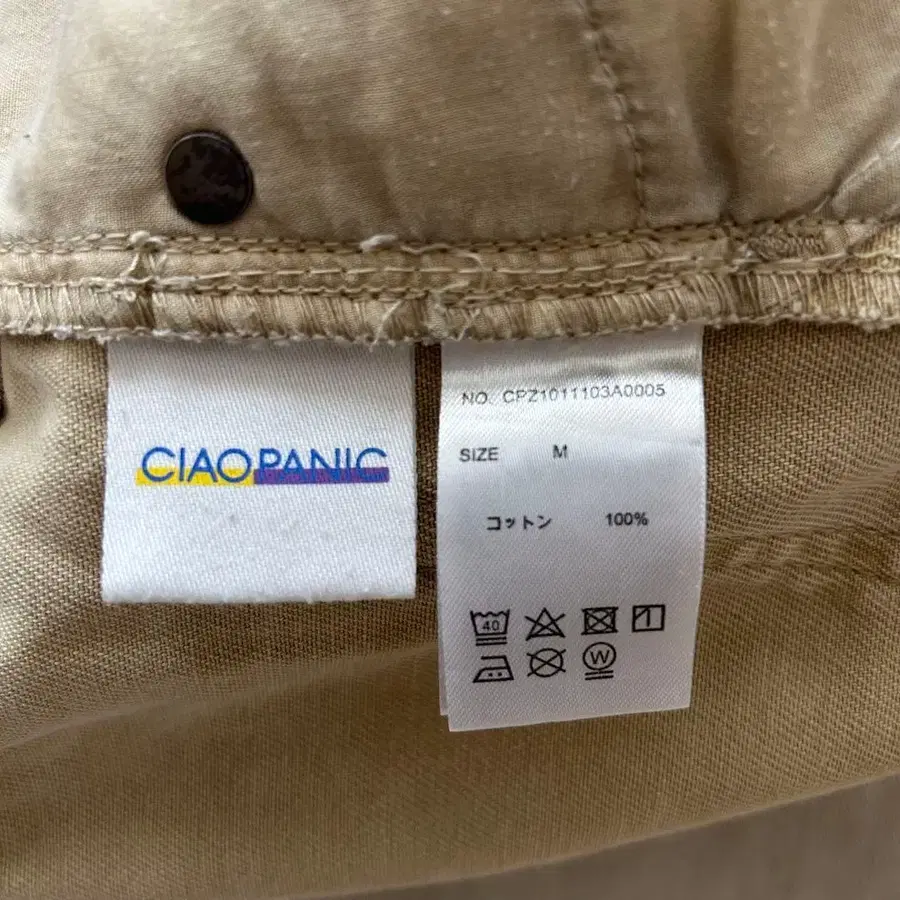 CIAOPANIC
NO. CPZ1011103A0005
SIZE M
コットン 100%
40
W